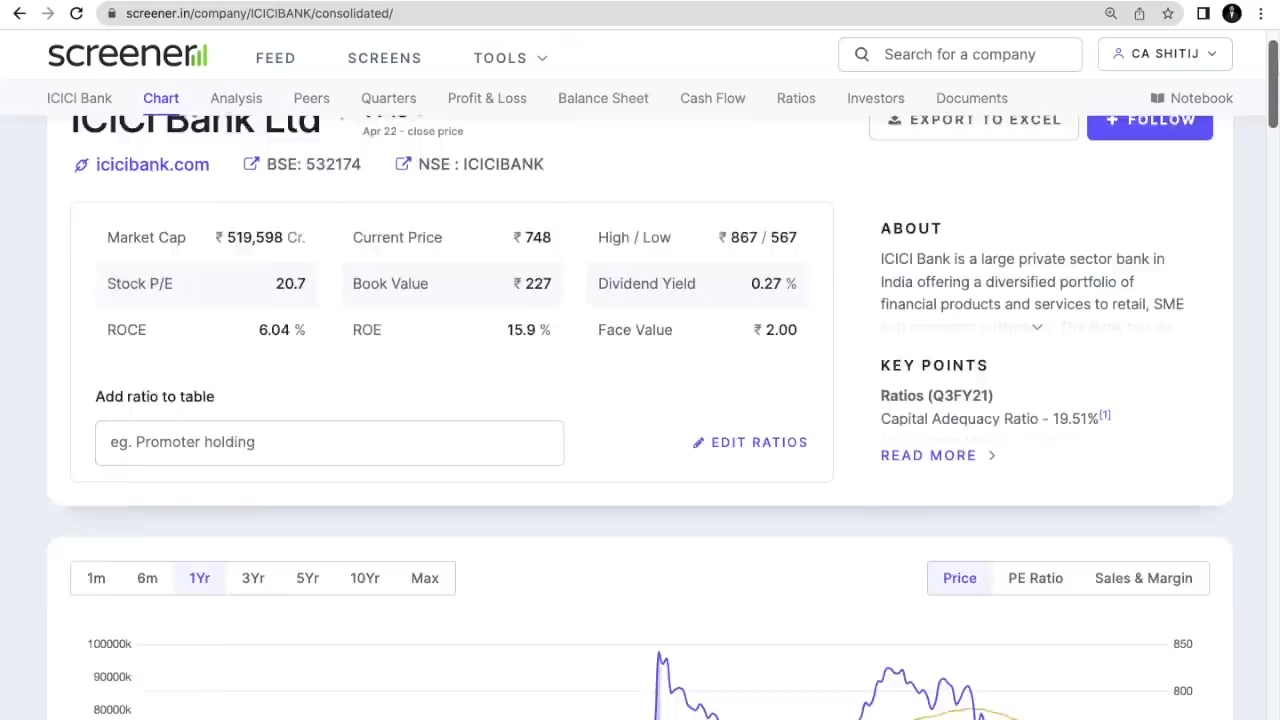 screener.in/company/ICICIBANK/consolidated/
screener
FEED
SCREENS
TOOLS
Search for a company
CA SHITIJ
ICICI Bank
Chart
Analysis
Peers
Quarters
Profit & Loss
Balance Sheet
Cash Flow
Ratios
Investors
Documents
Notebook
ICICI Bank Ltd
Apr 22 - close price
EXPORT TO EXCEL
FOLLOW
icicibank.com
BSE: 532174
NSE : ICICIBANK
Market Cap ₹ 519,598 Cr.
Current Price ₹ 748
High / Low ₹ 867 / 567
Stock P/E 20.7
Book Value ₹ 227
Dividend Yield 0.27 %
ROCE 6.04 %
ROE 15.9 %
Face Value ₹ 2.00
Add ratio to table
eg. Promoter holding
EDIT RATIOS
ABOUT
ICICI Bank is a large private sector bank in
India offering a diversified portfolio of
financial products and services to retail, SME
and corporate customers. The Bank has an
KEY POINTS
Ratios (Q3FY21)
Capital Adequacy Ratio - 19.51%[1]
READ MORE
1m
6m
1Yr
3Yr
5Yr
10Yr
Max
Price
PE Ratio
Sales & Margin
100000k
90000k
80000k
850
800